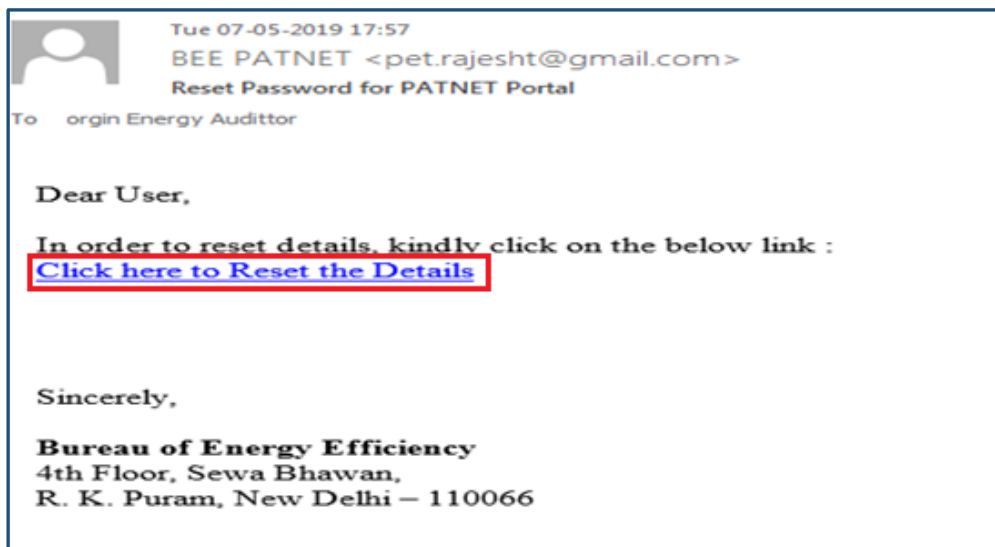 Tue 07-05-2019 17:57
BEE PATNET <pet.rajesht@gmail.com>
Reset Password for PATNET Portal
To orgin Energy Audittor
Dear User,
In order to reset details, kindly click on the below link :
Click here to Reset the Details
Sincerely,
Bureau of Energy Efficiency
4th Floor, Sewa Bhawan,
R. K. Puram, New Delhi – 110066